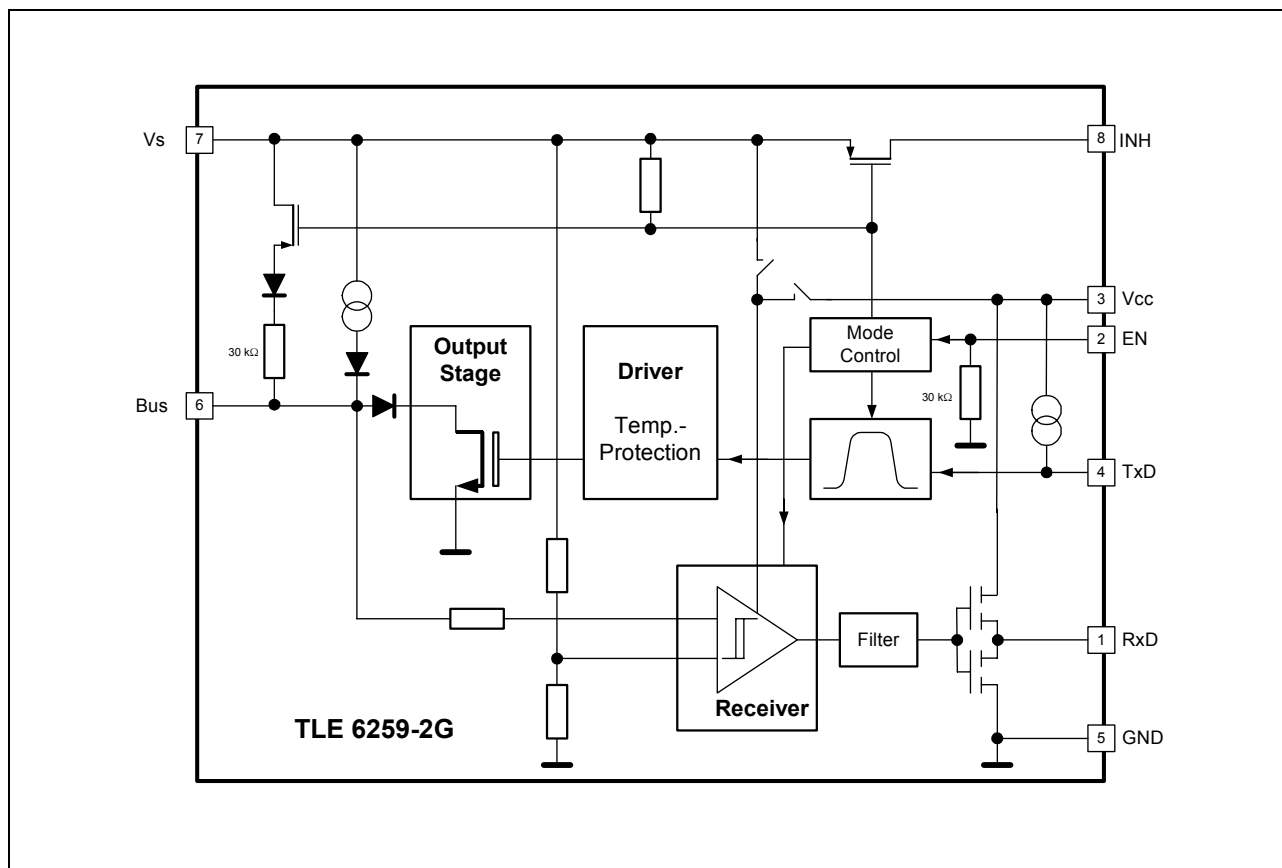 Vs
7
8
INH
3
Vcc
Mode
Control
2
EN
Output
Stage
Driver
30 kΩ
30 kΩ
Bus
6
Temp.-
Protection
4
TxD
Filter
1
RxD
Receiver
TLE 6259-2G
5
GND